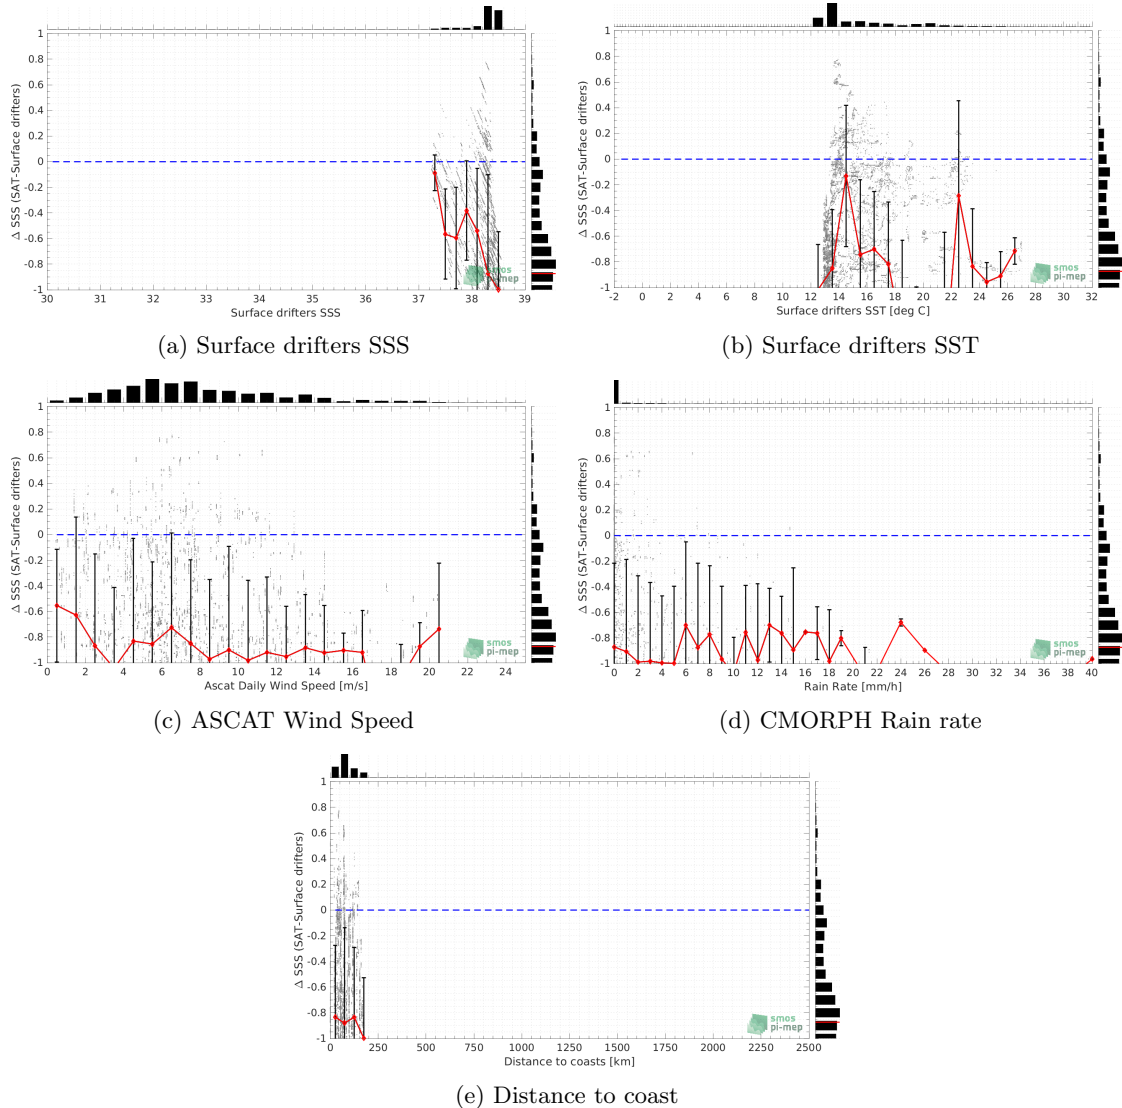 1
0.8
0.6
0.4
0.2
0
-0.2
-0.4
-0.6
-0.8
-1
Δ SSS (SAT-Surface drifters)
smos
pi-mep
30 31 32 33 34 35 36 37 38 39
Surface drifters SSS
(a) Surface drifters SSS
1
0.8
0.6
0.4
0.2
0
-0.2
-0.4
-0.6
-0.8
-1
Δ SSS (SAT-Surface drifters)
smos
pi-mep
-2 0 2 4 6 8 10 12 14 16 18 20 22 24 26 28 30 32
Surface drifters SST [deg C]
(b) Surface drifters SST
1
0.8
0.6
0.4
0.2
0
-0.2
-0.4
-0.6
-0.8
-1
Δ SSS (SAT-Surface drifters)
smos
pi-mep
0 2 4 6 8 10 12 14 16 18 20 22 24
Ascat Daily Wind Speed [m/s]
(c) ASCAT Wind Speed
1
0.8
0.6
0.4
0.2
0
-0.2
-0.4
-0.6
-0.8
-1
Δ SSS (SAT-Surface drifters)
smos
pi-mep
0 2 4 6 8 10 12 14 16 18 20 22 24 26 28 30 32 34 36 38 40
Rain Rate [mm/h]
(d) CMORPH Rain rate
1
0.8
0.6
0.4
0.2
0
-0.2
-0.4
-0.6
-0.8
-1
Δ SSS (SAT-Surface drifters)
smos
pi-mep
0 250 500 750 1000 1250 1500 1750 2000 2250 2500
Distance to coasts [km]
(e) Distance to coast